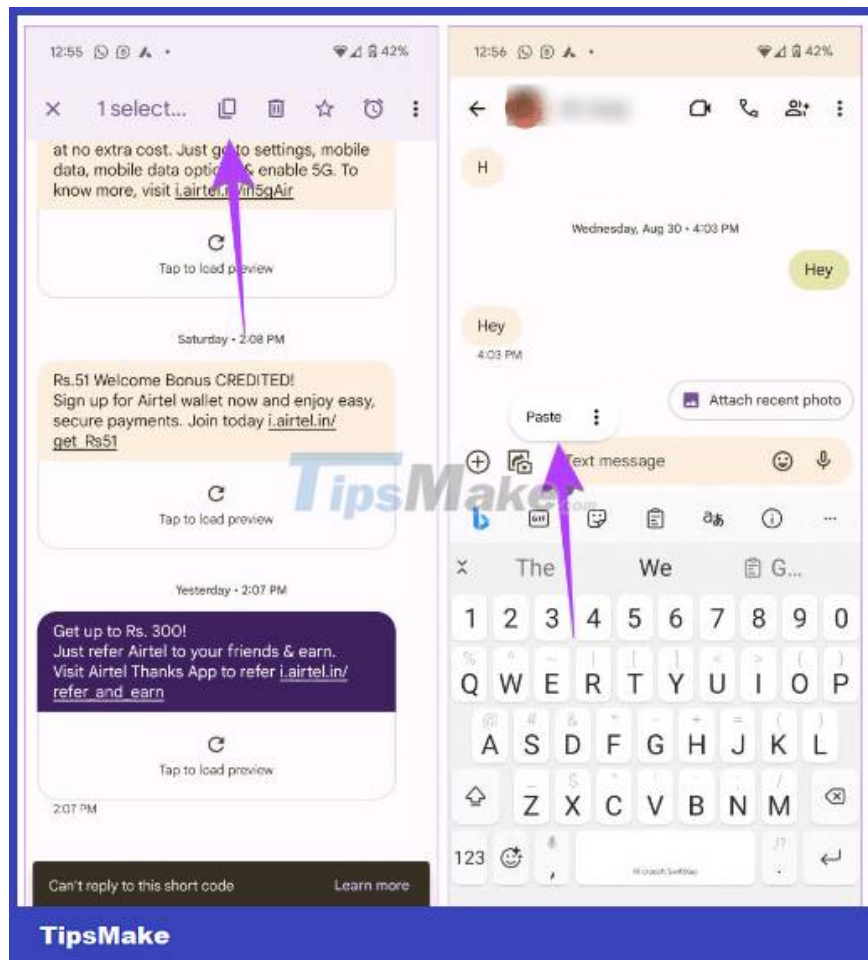 12:55
42%
1 select...
at no extra cost. Just go to settings, mobile
data, mobile data options & enable 5G. To
know more, visit i.airtel.in/in5gAir
Tap to load preview
Saturday • 2:08 PM
Rs.51 Welcome Bonus CREDITED!
Sign up for Airtel wallet now and enjoy easy,
secure payments. Join today i.airtel.in/
get_Rs51
Tap to load preview
Yesterday • 2:07 PM
Get up to Rs. 300!
Just refer Airtel to your friends & earn.
Visit Airtel Thanks App to refer i.airtel.in/
refer_and_earn
Tap to load preview
2:07 PM
Can't reply to this short code
Learn more
12:56
42%
H
Wednesday, Aug 30 • 4:03 PM
Hey
Hey
4:03 PM
Attach recent photo
Paste
Text message
GIF
The We G...
1 2 3 4 5 6 7 8 9 0
Q W E R T Y U I O P
A S D F G H J K L
Z X C V B N M
123 , .
Microsoft SwiftKey
TipsMake.com
TipsMake